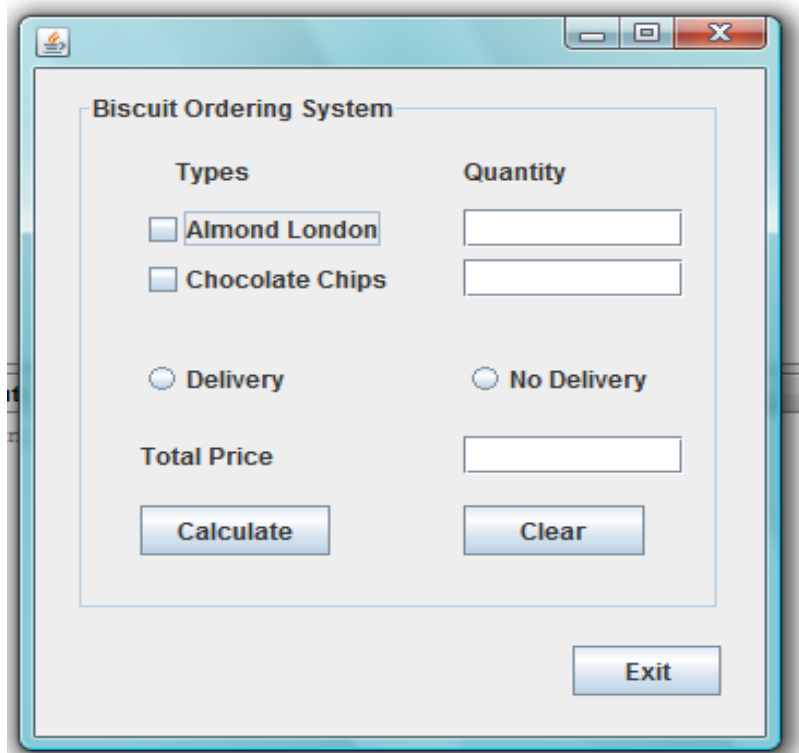 Biscuit Ordering System
Types Quantity
Almond London
Chocolate Chips
Delivery No Delivery
Total Price
Calculate Clear
Exit